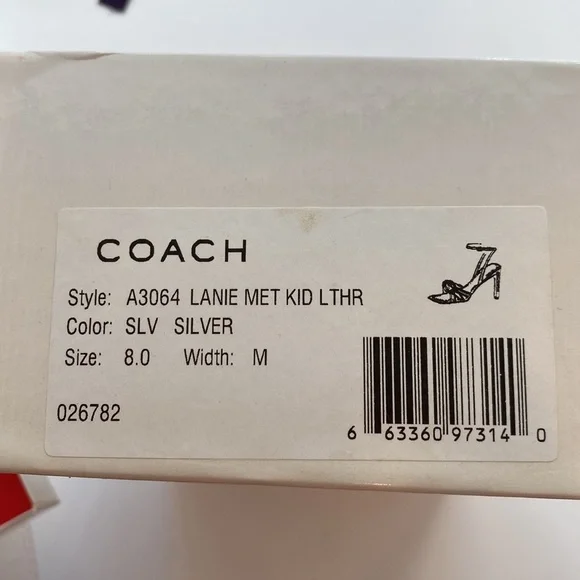 COACH
Style: A3064 LANIE MET KID LTHR
Color: SLV SILVER
Size: 8.0 Width: M
026782
6 63360 97314 0